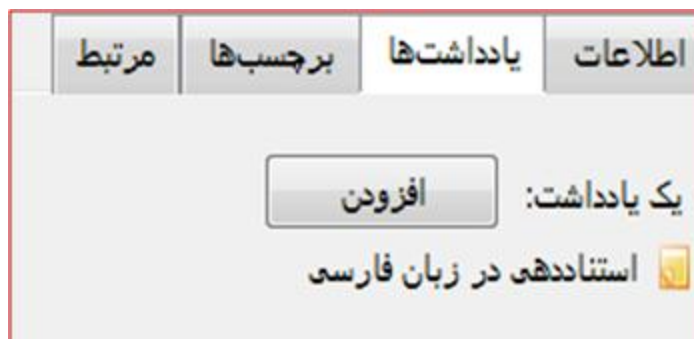 اطلاعات یادداشت‌ها برچسب‌ها مرتبط
یک یادداشت: افزودن
استناددهی در زبان فارسی